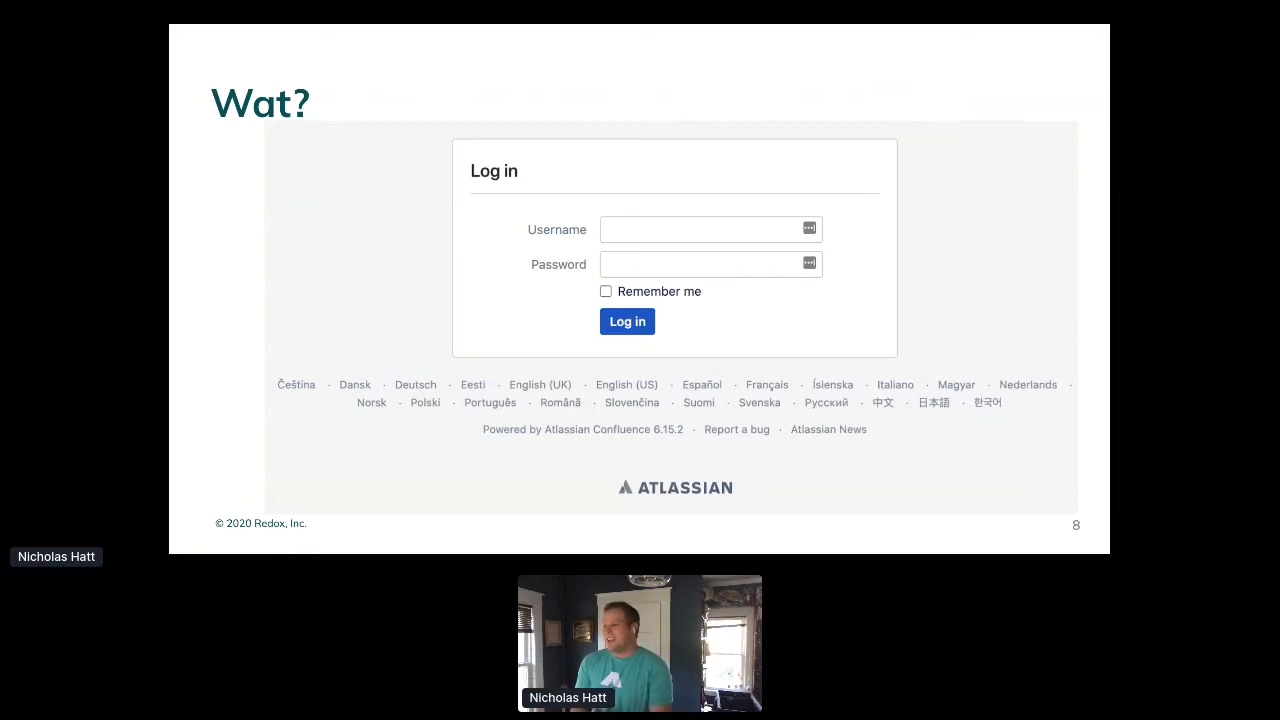 Wat?
Log in
Username
Password
Remember me
Log in
Čeština · Dansk · Deutsch · Eesti · English (UK) · English (US) · Español · Français · Íslenska · Italiano · Magyar · Nederlands ·
Norsk · Polski · Português · Română · Slovenčina · Suomi · Svenska · Русский · 中文 · 日本語 · 한국어
Powered by Atlassian Confluence 6.15.2 · Report a bug · Atlassian News
ATLASSIAN
© 2020 Redox, Inc.
8
Nicholas Hatt
Nicholas Hatt